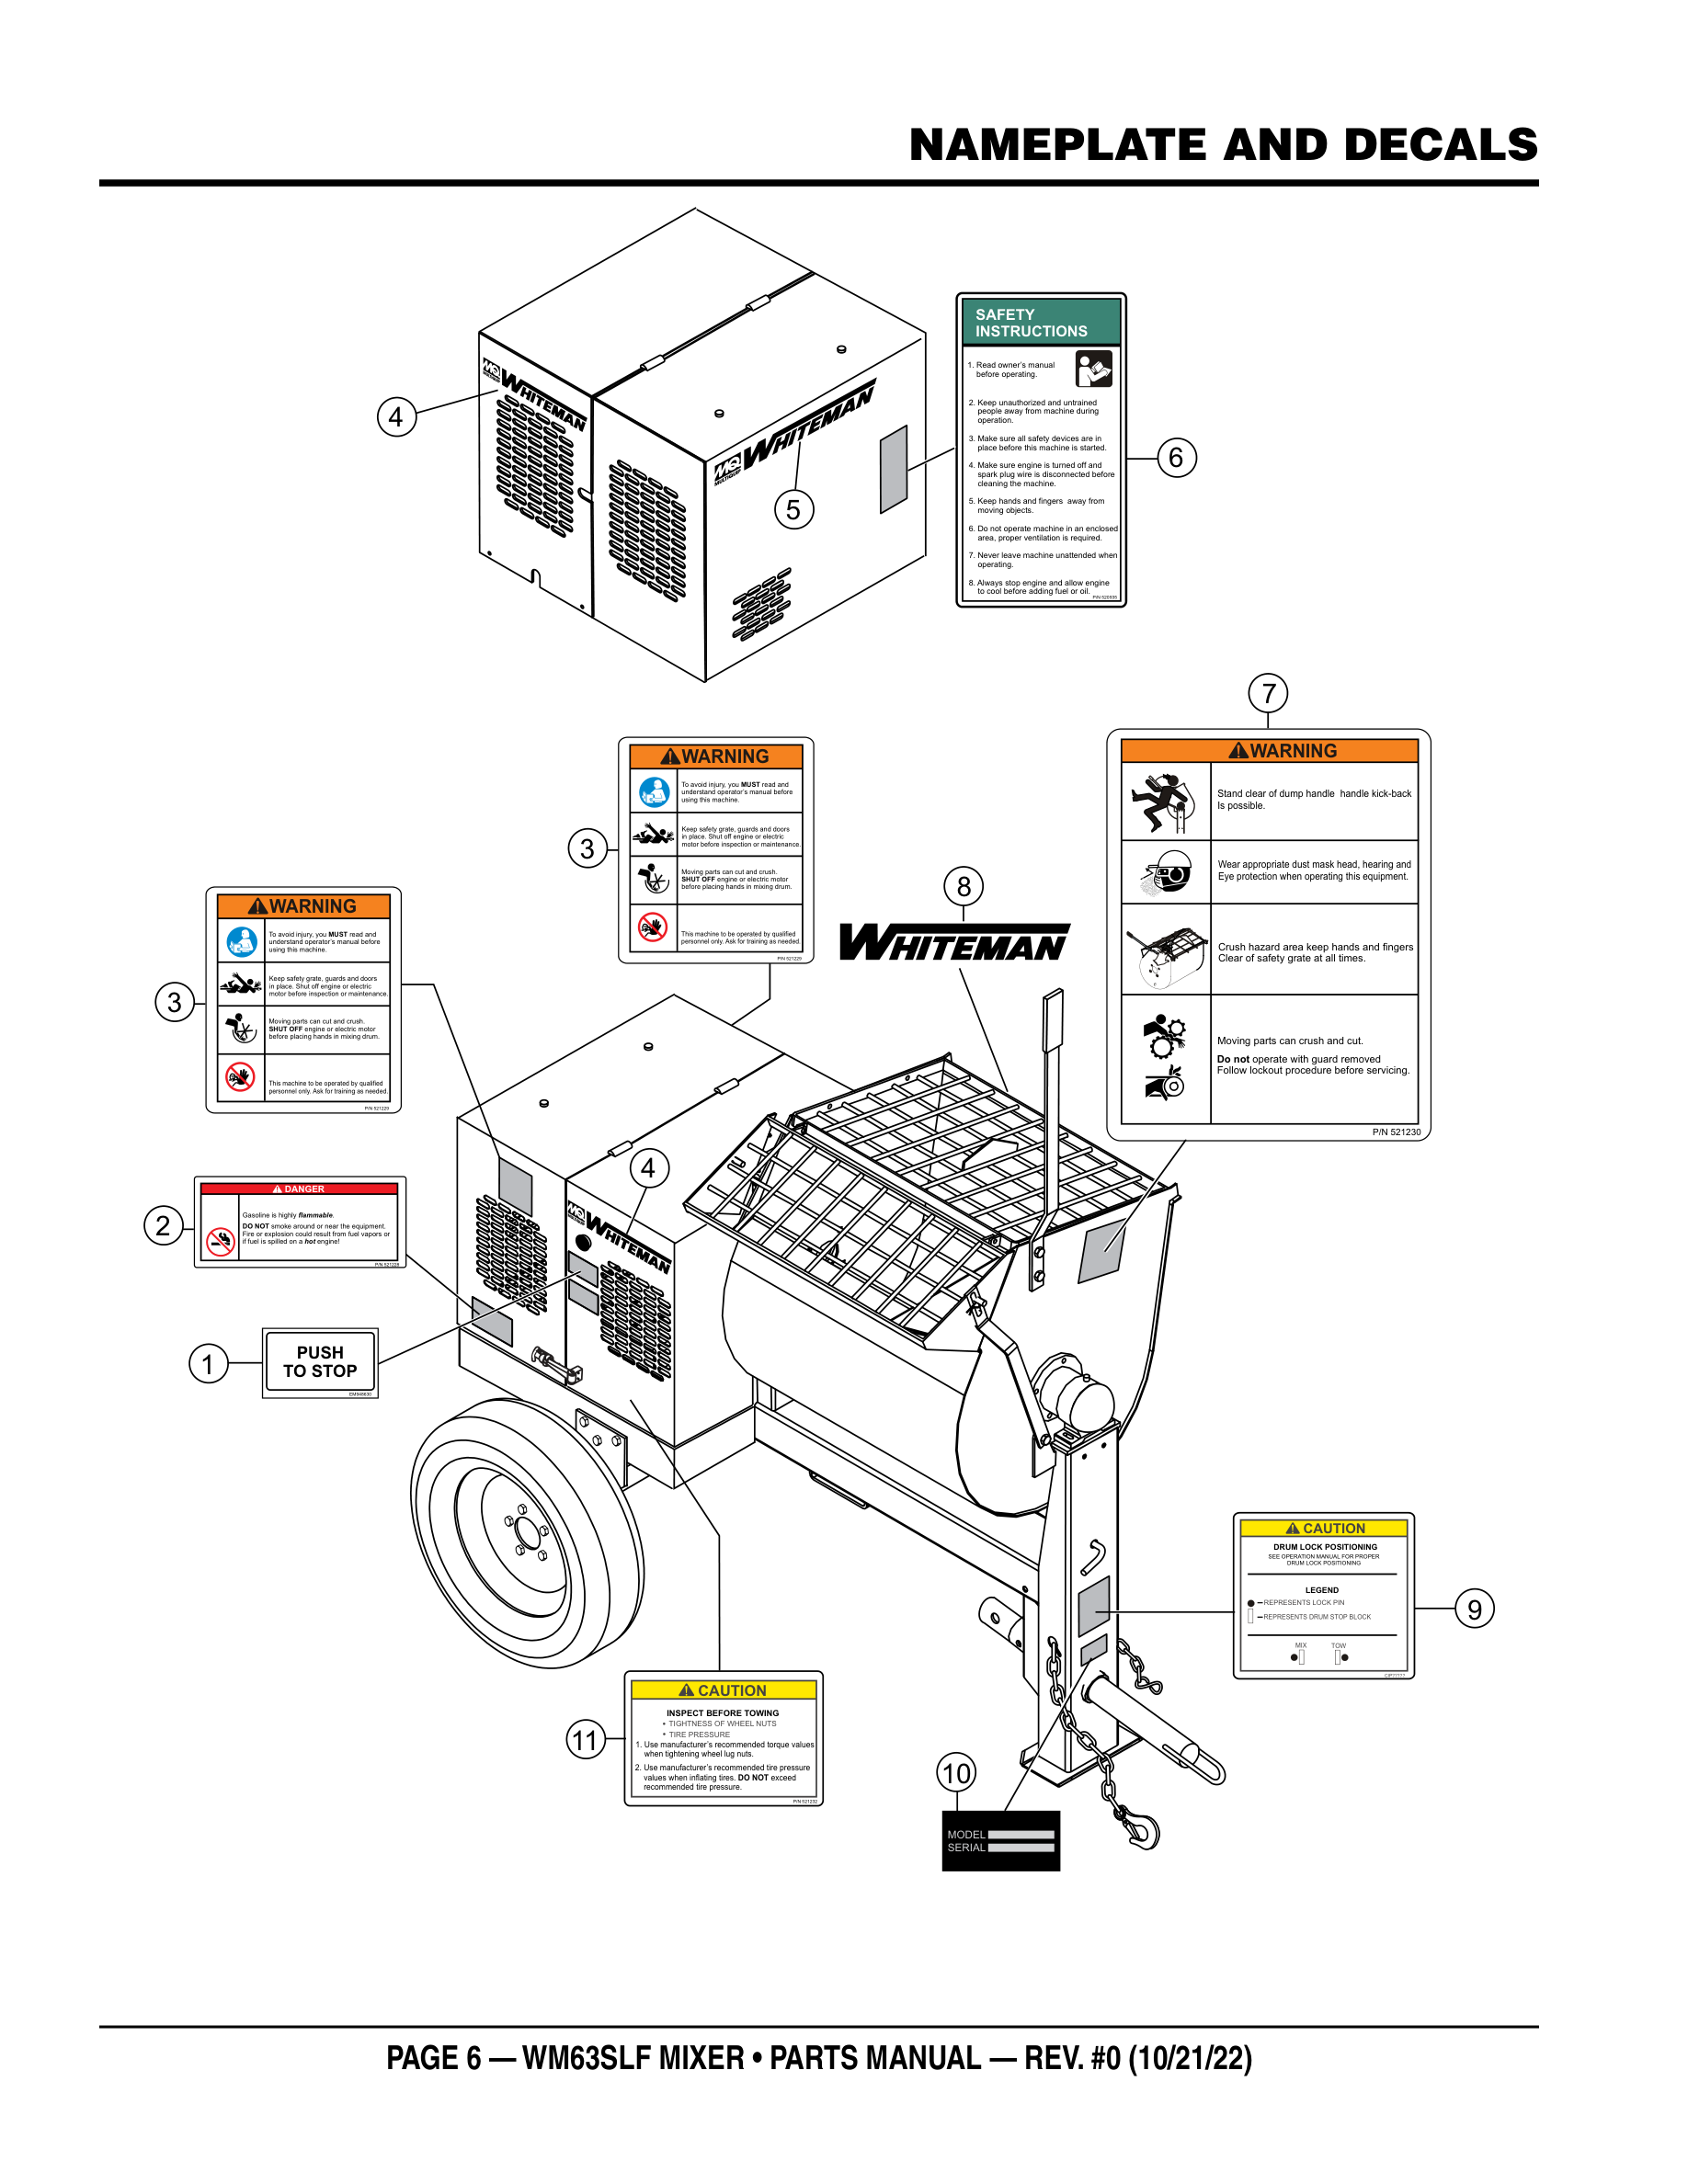 NAMEPLATE AND DECALS
MQ
WHITEMAN
4
MQ
MULTIQUIP
WHITEMAN
5
SAFETY
INSTRUCTIONS
1. Read owner's manual
before operating.
2. Keep unauthorized and untrained
people away from machine during
operation.
3. Make sure all safety devices are in
place before this machine is started.
4. Make sure engine is turned off and
spark plug wire is disconnected before
cleaning the machine.
5. Keep hands and fingers away from
moving objects.
6. Do not operate machine in an enclosed
area, proper ventilation is required.
7. Never leave machine unattended when
operating.
8. Always stop engine and allow engine
to cool before adding fuel or oil.
6
7
WARNING
Stand clear of dump handle handle kick-back
Is possible.
Wear appropriate dust mask head, hearing and
Eye protection when operating this equipment.
Crush hazard area keep hands and fingers
Clear of safety grate at all times.
Moving parts can crush and cut.
Do not operate with guard removed
Follow lockout procedure before servicing.
P/N 521230
3
WARNING
To avoid injury, you MUST read and
understand operator's manual before
using this machine.
Keep safety grate, guards and doors
in place. Shut off engine or electric
motor before inspection or maintenance.
Moving parts can cut and crush.
SHUT OFF engine or electric motor
before placing hands in mixing drum.
This machine to be operated by qualified
personnel only. Ask for training as needed.
P/N 521229
8
WHITEMAN
3
WARNING
To avoid injury, you MUST read and
understand operator's manual before
using this machine.
Keep safety grate, guards and doors
in place. Shut off engine or electric
motor before inspection or maintenance.
Moving parts can cut and crush.
SHUT OFF engine or electric motor
before placing hands in mixing drum.
This machine to be operated by qualified
personnel only. Ask for training as needed.
P/N 521229
4
MQ
WHITEMAN
2
DANGER
Gasoline is highly flammable.
DO NOT smoke around or near the equipment.
Fire or explosion could result from fuel vapors or
if fuel is spilled on a hot engine!
1
PUSH
TO STOP
9
CAUTION
DRUM LOCK POSITIONING
SEE OPERATION MANUAL FOR PROPER
DRUM LOCK POSITIONING
LEGEND
REPRESENTS LOCK PIN
REPRESENTS DRUM STOP BLOCK
MIX TOW
11
CAUTION
INSPECT BEFORE TOWING
• TIGHTNESS OF WHEEL NUTS
• TIRE PRESSURE
1. Use manufacturer's recommended torque values
when tightening wheel lug nuts.
2. Use manufacturer's recommended tire pressure
values when inflating tires. DO NOT exceed
recommended tire pressure.
P/N 521232
10
MODEL
SERIAL
PAGE 6 — WM63SLF MIXER • PARTS MANUAL — REV. #0 (10/21/22)